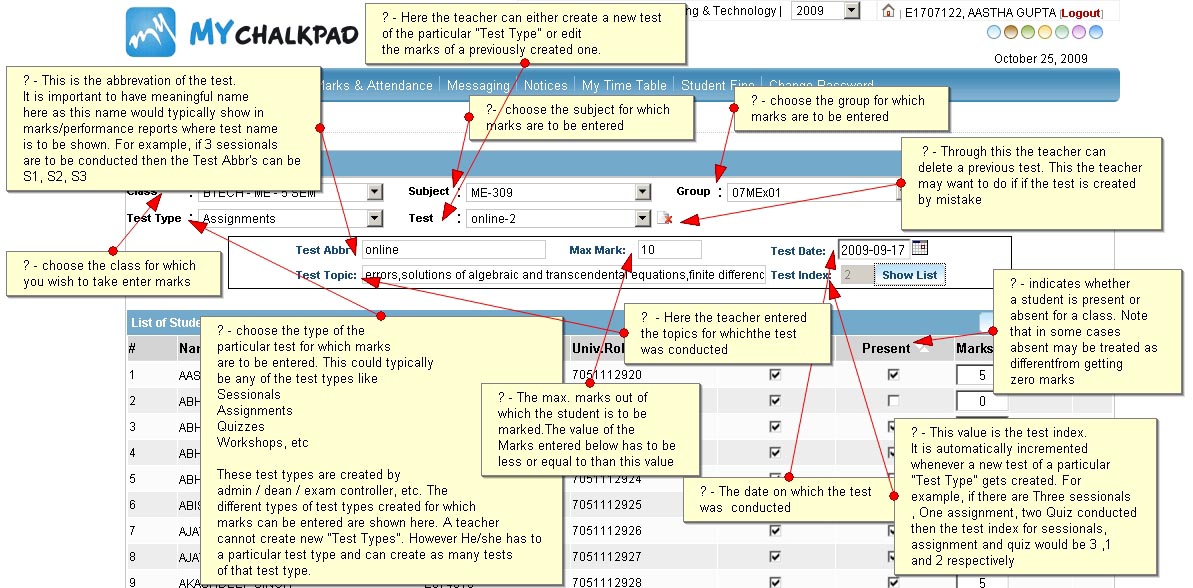 MYCHALKPAD
ng & Technology |
2009
E1707122, AASTHA GUPTA [Logout]
October 25, 2009
Marks & Attendance | Messaging | Notices | My Time Table | Student Fine | Change Password
? - Here the teacher can either create a new test
of the particular "Test Type" or edit
the marks of a previously created one.
? - This is the abbrevation of the test.
It is important to have meaningful name
here as this name would typically show in
marks/performance reports where test name
is to be shown. For example, if 3 sessionals
are to be conducted then the Test Abbr's can be
S1, S2, S3
?- choose the subject for which
marks are to be entered
? - choose the group for which
marks are to be entered
? - Through this the teacher can
delete a previous test. This the teacher
may want to do if if the test is created
by mistake
Class : BTECH - ME - 5 SEM
Subject : ME-309
Group : 07MEx01
Test Type : Assignments
Test : online-2
Test Abbr: online
Max Mark: 10
Test Date: 2009-09-17
Test Topic: errors,solutions of algebraic and transcendental equations,finite differenc
Test Index: 2
Show List
? - choose the class for which
you wish to take enter marks
? - indicates whether
a student is present or
absent for a class. Note
that in some cases
absent may be treated as
differentfrom getting
zero marks
? - Here the teacher entered
the topics for whichthe test
was conducted
? - choose the type of the
particular test for which marks
are to be entered. This could typically
be any of the test types like
Sessionals
Assignments
Quizzes
Workshops, etc
These test types are created by
admin / dean / exam controller, etc. The
different types of test types created for which
marks can be entered are shown here. A teacher
cannot create new "Test Types". However He/she has to
a particular test type and can create as many tests
of that test type.
? - The max. marks out of
which the student is to be
marked.The value of the
Marks entered below has to be
less or equal to than this value
? - The date on which the test
was conducted
? - This value is the test index.
It is automatically incremented
whenever a new test of a particular
"Test Type" gets created. For
example, if there are Three sessionals
, One assignment, two Quiz conducted
then the test index for sessionals,
assignment and quiz would be 3 ,1
and 2 respectively
List of Stude
# Nar Univ.Rol Present Marks
1 AAS 7051112920 5
2 ABH 0
3 ABH
4 ABH
5 ABH 7051112924
6 ABIS 7051112925
7 AJA 7051112926
8 AJA 7051112927
9 7051112928 5